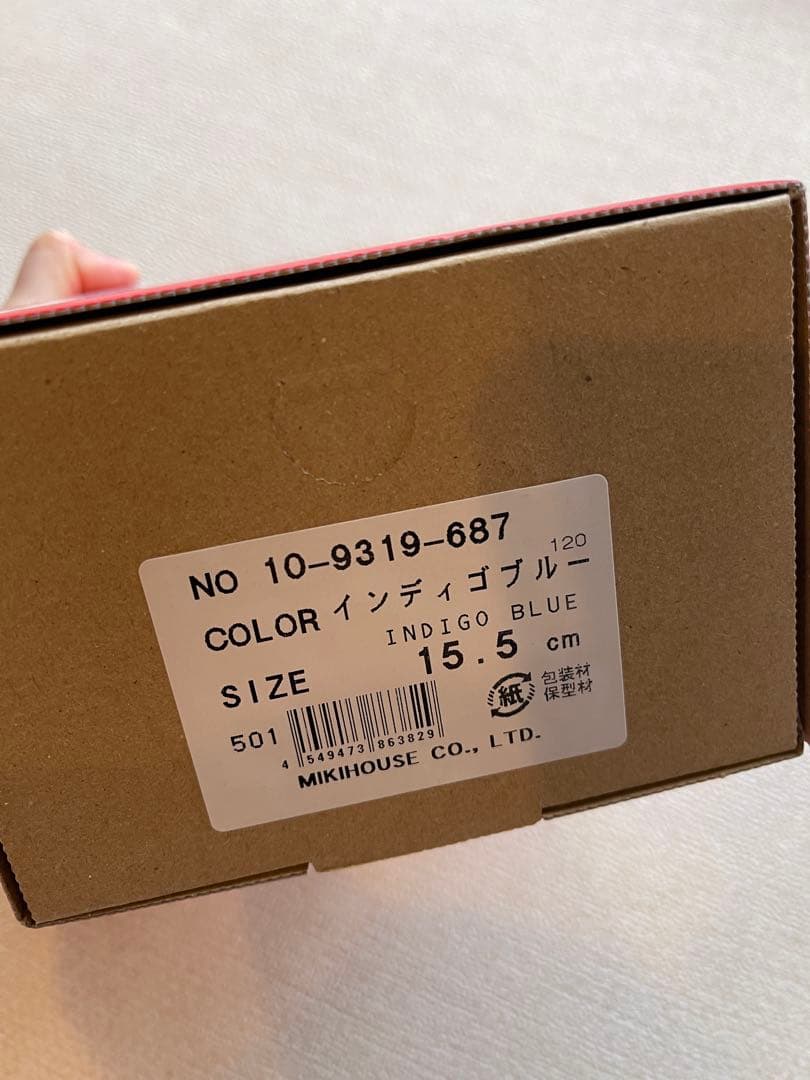 NO 10-9319-687
120
COLOR インディゴブルー
INDIGO BLUE
SIZE 15.5 cm
501
4 549473 863829
紙 包装材
保型材
MIKIHOUSE CO., LTD.